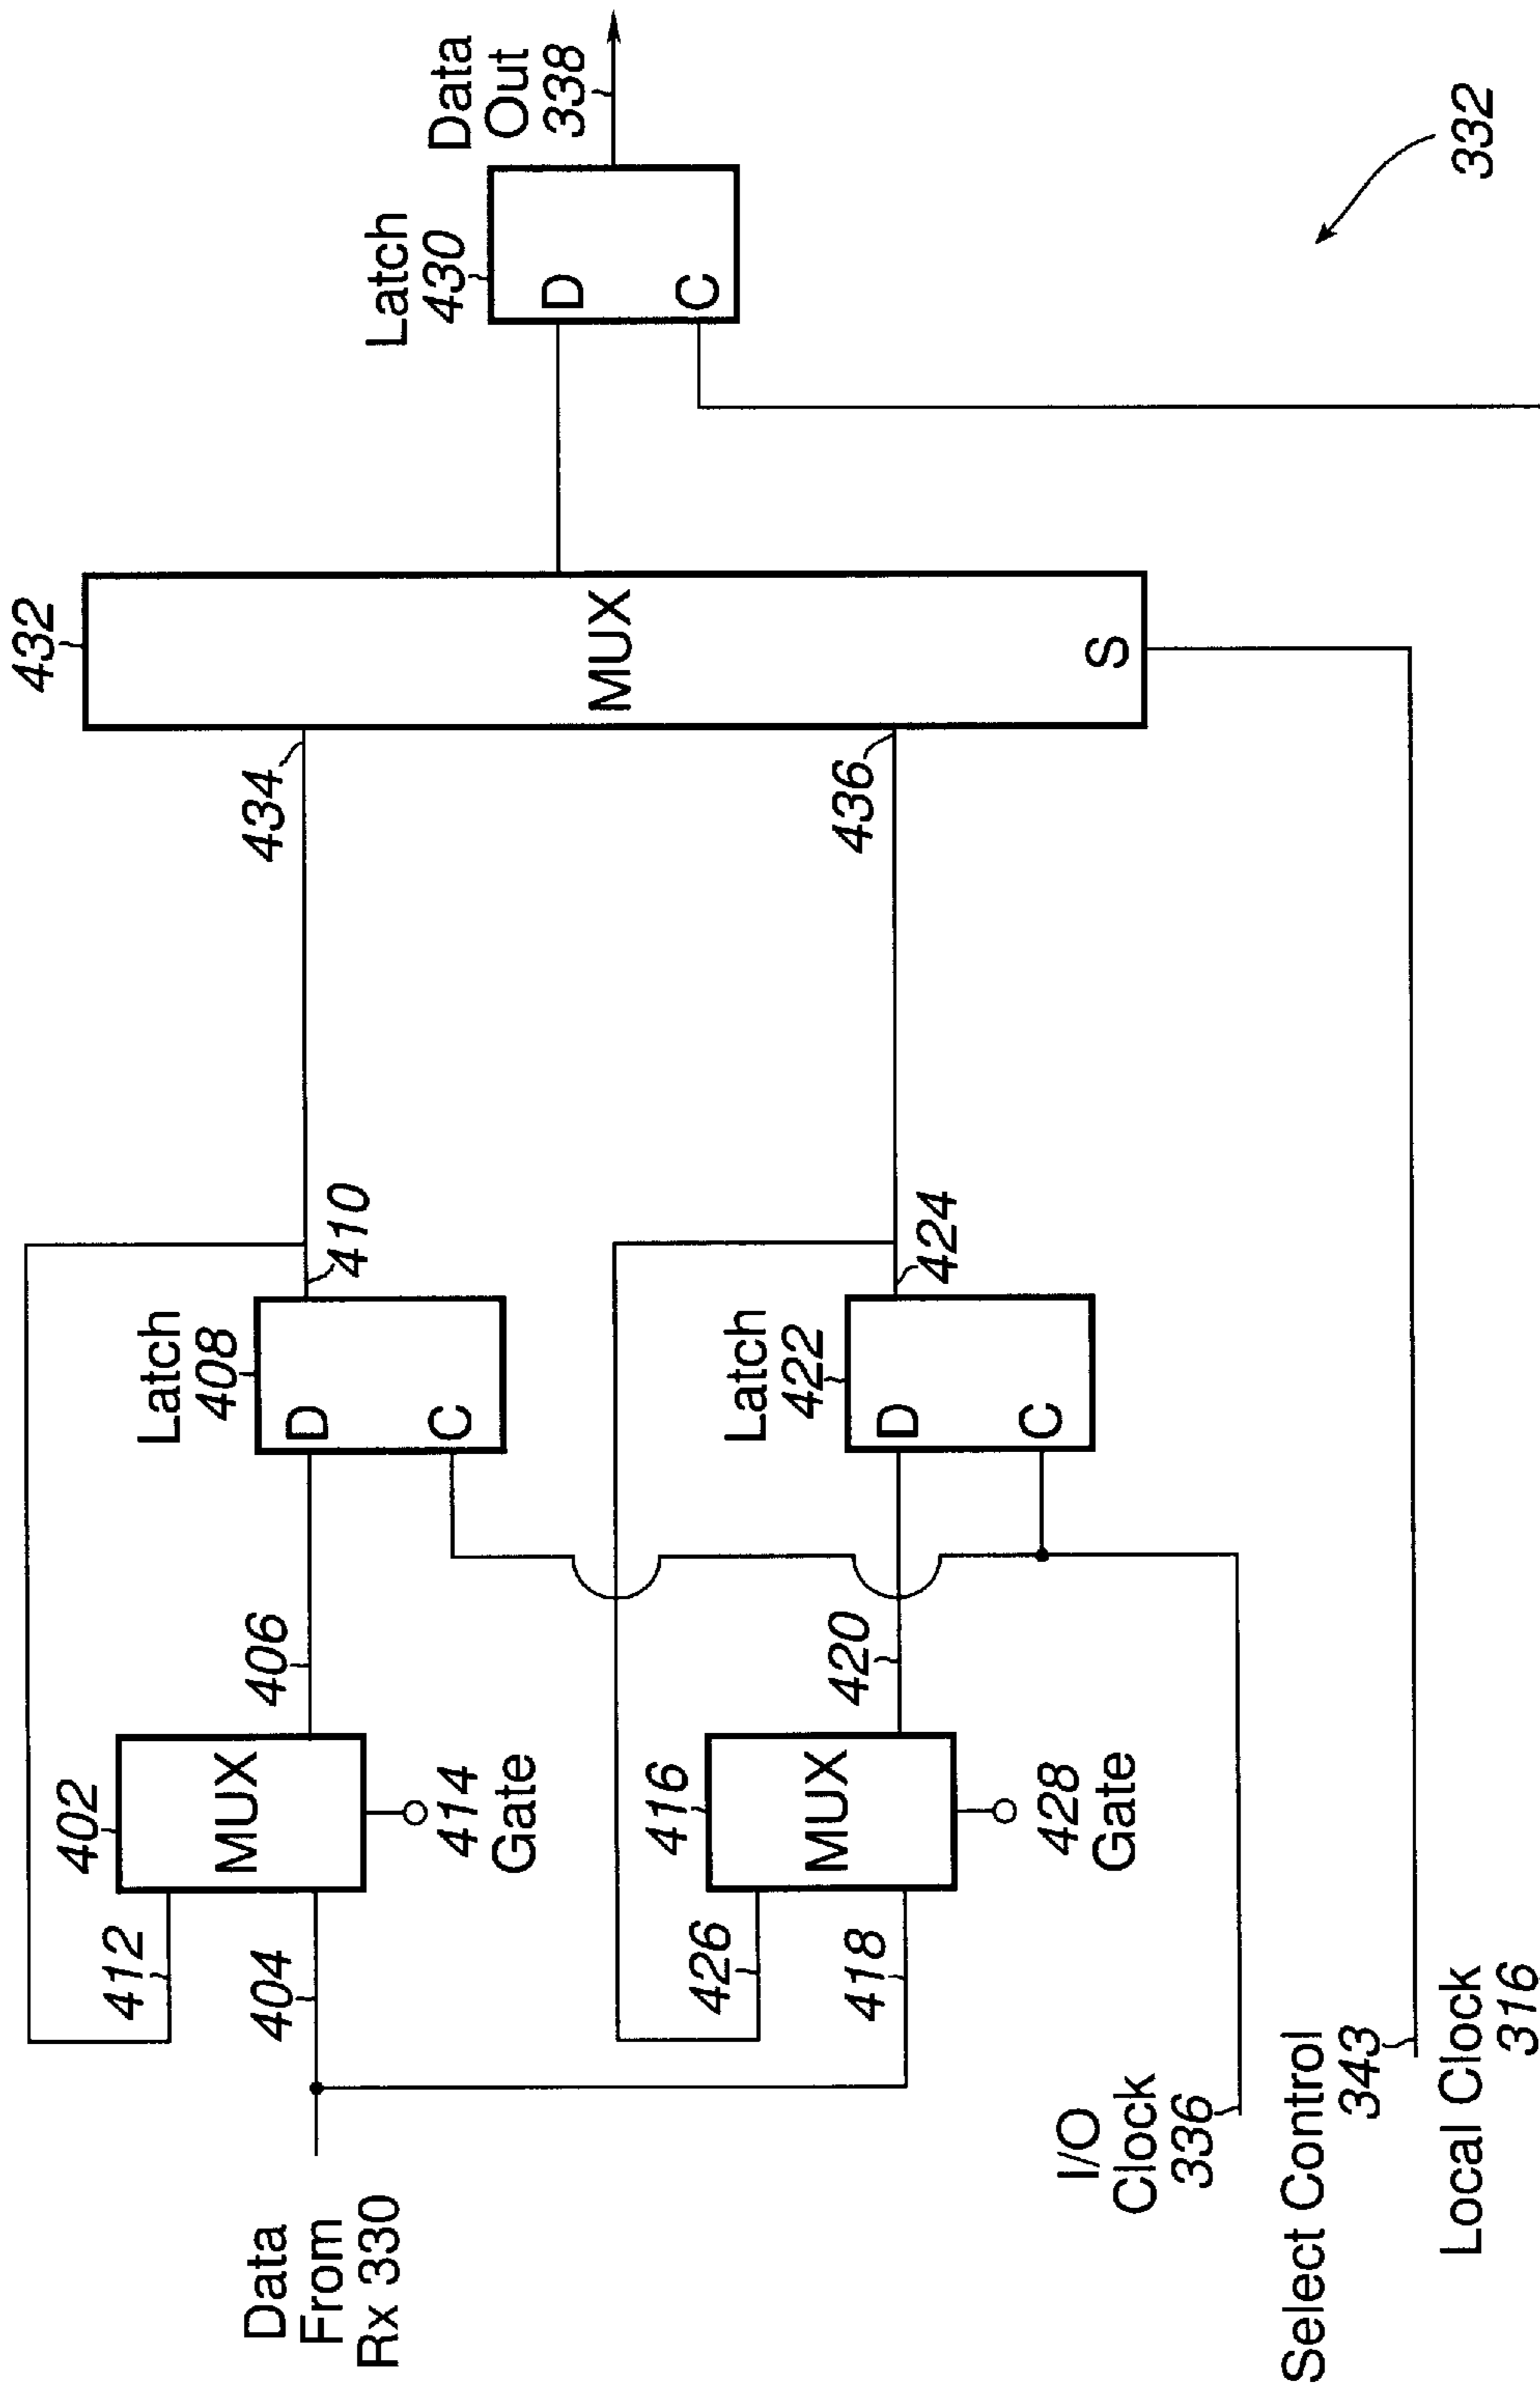 432
Latch
430
D
C
Data
Out
338
412
402
MUX
404
406
414
Gate
Latch
408
D
C
410
434
MUX
S
Data
From
Rx 330
426
416
MUX
418
420
428
Gate
Latch
422
D
C
424
436
I/O
Clock
336
Select Control
343
Local Clock
316
332